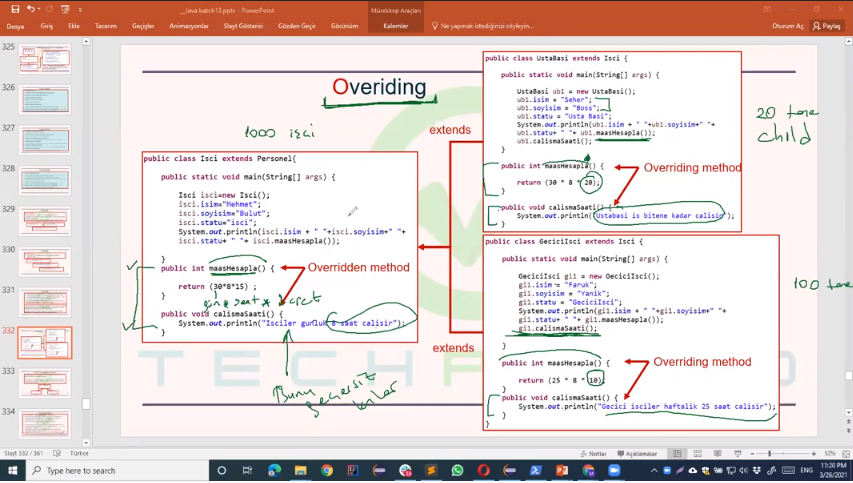 __Java batch13.pptx - PowerPoint
Mürekkep Araçları
Oturum Aç
Dosya Giriş Ekle Tasarım Geçişler Animasyonlar Slayt Gösterisi Gözden Geçir Görünüm Kalemler Ne yapmak istediğinizi söyleyin... Paylaş
325
326
327
328
329
330
331
332
333
334
Overiding
1000 işçi
extends
public class Isci extends Personel{
public static void main(String[] args) {
Isci isci=new Isci();
isci.isim="Mehmet";
isci.soyisim="Bulut";
isci.statu="isci";
System.out.println(isci.isim + " "+isci.soyisim+" "+
isci.statu+ " "+ isci.maasHesapla());
}
public int maasHesapla() {
return (30*8*15) ;
}
gün * saat * ücret
public void calismaSaati() {
System.out.println("Isciler gunluk 8 saat calisir");
}
Overridden method
extends
Bunu
geçersiz
kılar
public class UstaBasi extends Isci {
public static void main(String[] args) {
UstaBasi ub1 = new UstaBasi();
ub1.isim = "Seher";
ub1.soyisim = "Boss";
ub1.statu = "Usta Basi";
System.out.println(ub1.isim + " "+ub1.soyisim+" "+
ub1.statu+ " "+ ub1.maasHesapla());
ub1.calismaSaati();
}
public int maasHesapla() {
return (30 * 8 * 20);
}
public void calismaSaati() {
System.out.println("Ustabasi is bitene kadar calisir");
}
Overriding method
20 tane
child
public class GeciciIsci extends Isci {
public static void main(String[] args) {
GeciciIsci gi1 = new GeciciIsci();
gi1.isim = "Faruk";
gi1.soyisim = "Yanik";
gi1.statu = "GeciciIsci";
System.out.println(gi1.isim + " "+gi1.soyisim+" "+
gi1.statu+ " "+ gi1.maasHesapla());
gi1.calismaSaati();
}
public int maasHesapla() {
return (25 * 8 * 10);
}
public void calismaSaati() {
System.out.println("Gecici isciler haftalik 25 saat calisir");
}
}
Overriding method
100 tane
Slayt 332 / 361 Türkçe Notlar Açıklamalar 52%
Type here to search
ENG
11:20 PM
3/26/2021